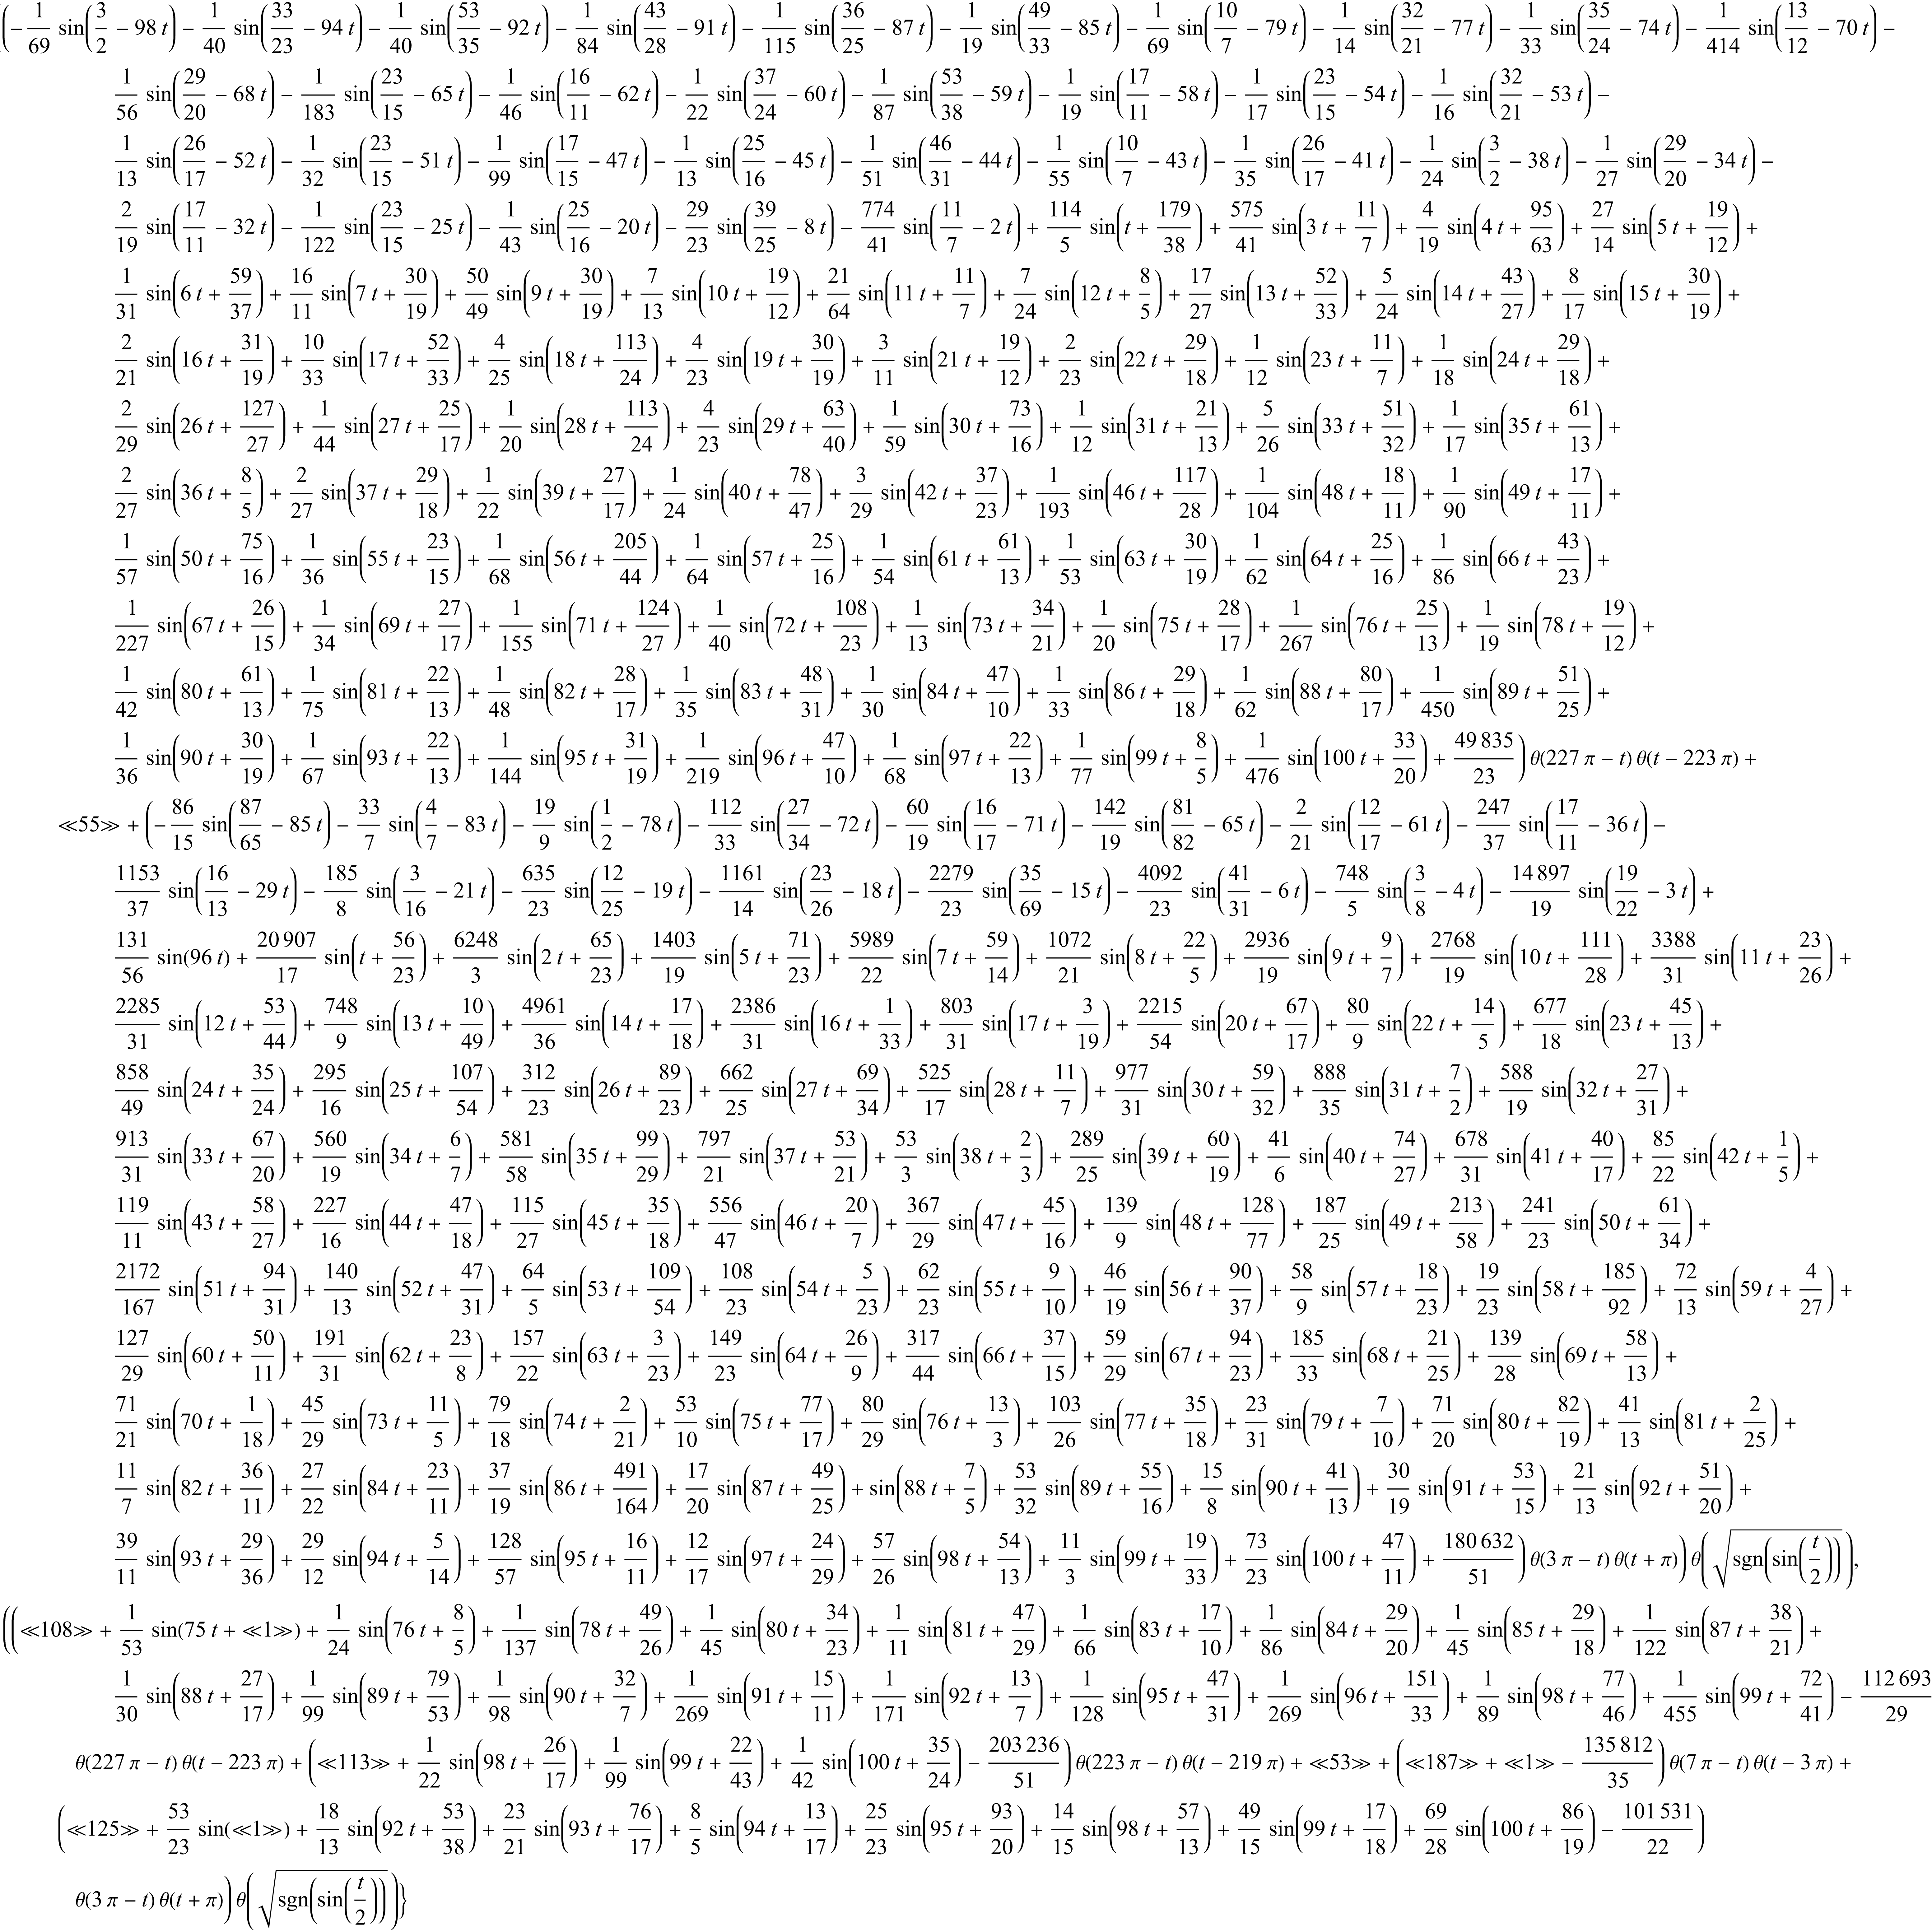 ((-1/69 sin(3/2 - 98 t) - 1/40 sin(33/23 - 94 t) - 1/40 sin(53/35 - 92 t) - 1/84 sin(43/28 - 91 t) - 1/115 sin(36/25 - 87 t) - 1/19 sin(49/33 - 85 t) - 1/69 sin(10/7 - 79 t) - 1/14 sin(32/21 - 77 t) - 1/33 sin(35/24 - 74 t) - 1/414 sin(13/12 - 70 t) -
1/56 sin(29/20 - 68 t) - 1/183 sin(23/15 - 65 t) - 1/46 sin(16/11 - 62 t) - 1/22 sin(37/24 - 60 t) - 1/87 sin(53/38 - 59 t) - 1/19 sin(17/11 - 58 t) - 1/17 sin(23/15 - 54 t) - 1/16 sin(32/21 - 53 t) -
1/13 sin(26/17 - 52 t) - 1/32 sin(23/15 - 51 t) - 1/99 sin(17/15 - 47 t) - 1/13 sin(25/16 - 45 t) - 1/51 sin(46/31 - 44 t) - 1/55 sin(10/7 - 43 t) - 1/35 sin(26/17 - 41 t) - 1/24 sin(3/2 - 38 t) - 1/27 sin(29/20 - 34 t) -
2/19 sin(17/11 - 32 t) - 1/122 sin(23/15 - 25 t) - 1/43 sin(25/16 - 20 t) - 29/23 sin(39/25 - 8 t) - 774/41 sin(11/7 - 2 t) + 114/5 sin(t + 179/38) + 575/41 sin(3 t + 11/7) + 4/19 sin(4 t + 95/63) + 27/14 sin(5 t + 19/12) +
1/31 sin(6 t + 59/37) + 16/11 sin(7 t + 30/19) + 50/49 sin(9 t + 30/19) + 7/13 sin(10 t + 19/12) + 21/64 sin(11 t + 11/7) + 7/24 sin(12 t + 8/5) + 17/27 sin(13 t + 52/33) + 5/24 sin(14 t + 43/27) + 8/17 sin(15 t + 30/19) +
2/21 sin(16 t + 31/19) + 10/33 sin(17 t + 52/33) + 4/25 sin(18 t + 113/24) + 4/23 sin(19 t + 30/19) + 3/11 sin(21 t + 19/12) + 2/23 sin(22 t + 29/18) + 1/12 sin(23 t + 11/7) + 1/18 sin(24 t + 29/18) +
2/29 sin(26 t + 127/27) + 1/44 sin(27 t + 25/17) + 1/20 sin(28 t + 113/24) + 4/23 sin(29 t + 63/40) + 1/59 sin(30 t + 73/16) + 1/12 sin(31 t + 21/13) + 5/26 sin(33 t + 51/32) + 1/17 sin(35 t + 61/13) +
2/27 sin(36 t + 8/5) + 2/27 sin(37 t + 29/18) + 1/22 sin(39 t + 27/17) + 1/24 sin(40 t + 78/47) + 3/29 sin(42 t + 37/23) + 1/193 sin(46 t + 117/28) + 1/104 sin(48 t + 18/11) + 1/90 sin(49 t + 17/11) +
1/57 sin(50 t + 75/16) + 1/36 sin(55 t + 23/15) + 1/68 sin(56 t + 205/44) + 1/64 sin(57 t + 25/16) + 1/54 sin(61 t + 61/13) + 1/53 sin(63 t + 30/19) + 1/62 sin(64 t + 25/16) + 1/86 sin(66 t + 43/23) +
1/227 sin(67 t + 26/15) + 1/34 sin(69 t + 27/17) + 1/155 sin(71 t + 124/27) + 1/40 sin(72 t + 108/23) + 1/13 sin(73 t + 34/21) + 1/20 sin(75 t + 28/17) + 1/267 sin(76 t + 25/13) + 1/19 sin(78 t + 19/12) +
1/42 sin(80 t + 61/13) + 1/75 sin(81 t + 22/13) + 1/48 sin(82 t + 28/17) + 1/35 sin(83 t + 48/31) + 1/30 sin(84 t + 47/10) + 1/33 sin(86 t + 29/18) + 1/62 sin(88 t + 80/17) + 1/450 sin(89 t + 51/25) +
1/36 sin(90 t + 30/19) + 1/67 sin(93 t + 22/13) + 1/144 sin(95 t + 31/19) + 1/219 sin(96 t + 47/10) + 1/68 sin(97 t + 22/13) + 1/77 sin(99 t + 8/5) + 1/476 sin(100 t + 33/20) + 49 835/23) θ(227 π - t) θ(t - 223 π) +
≪55≫ + (-86/15 sin(87/65 - 85 t) - 33/7 sin(4/7 - 83 t) - 19/9 sin(1/2 - 78 t) - 112/33 sin(27/34 - 72 t) - 60/19 sin(16/17 - 71 t) - 142/19 sin(81/82 - 65 t) - 2/21 sin(12/17 - 61 t) - 247/37 sin(17/11 - 36 t) -
1153/37 sin(16/13 - 29 t) - 185/8 sin(3/16 - 21 t) - 635/23 sin(12/25 - 19 t) - 1161/14 sin(23/26 - 18 t) - 2279/23 sin(35/69 - 15 t) - 4092/23 sin(41/31 - 6 t) - 748/5 sin(3/8 - 4 t) - 14 897/19 sin(19/22 - 3 t) +
131/56 sin(96 t) + 20 907/17 sin(t + 56/23) + 6248/3 sin(2 t + 65/23) + 1403/19 sin(5 t + 71/23) + 5989/22 sin(7 t + 59/14) + 1072/21 sin(8 t + 22/5) + 2936/19 sin(9 t + 9/7) + 2768/19 sin(10 t + 111/28) + 3388/31 sin(11 t + 23/26) +
2285/31 sin(12 t + 53/44) + 748/9 sin(13 t + 10/49) + 4961/36 sin(14 t + 17/18) + 2386/31 sin(16 t + 1/33) + 803/31 sin(17 t + 3/19) + 2215/54 sin(20 t + 67/17) + 80/9 sin(22 t + 14/5) + 677/18 sin(23 t + 45/13) +
858/49 sin(24 t + 35/24) + 295/16 sin(25 t + 107/54) + 312/23 sin(26 t + 89/23) + 662/25 sin(27 t + 69/34) + 525/17 sin(28 t + 11/7) + 977/31 sin(30 t + 59/32) + 888/35 sin(31 t + 7/2) + 588/19 sin(32 t + 27/31) +
913/31 sin(33 t + 67/20) + 560/19 sin(34 t + 6/7) + 581/58 sin(35 t + 99/29) + 797/21 sin(37 t + 53/21) + 53/3 sin(38 t + 2/3) + 289/25 sin(39 t + 60/19) + 41/6 sin(40 t + 74/27) + 678/31 sin(41 t + 40/17) + 85/22 sin(42 t + 1/5) +
119/11 sin(43 t + 58/27) + 227/16 sin(44 t + 47/18) + 115/27 sin(45 t + 35/18) + 556/47 sin(46 t + 20/7) + 367/29 sin(47 t + 45/16) + 139/9 sin(48 t + 128/77) + 187/25 sin(49 t + 213/58) + 241/23 sin(50 t + 61/34) +
2172/167 sin(51 t + 94/31) + 140/13 sin(52 t + 47/31) + 64/5 sin(53 t + 109/54) + 108/23 sin(54 t + 5/23) + 62/23 sin(55 t + 9/10) + 46/19 sin(56 t + 90/37) + 58/9 sin(57 t + 18/23) + 19/23 sin(58 t + 185/92) + 72/13 sin(59 t + 4/27) +
127/29 sin(60 t + 50/11) + 191/31 sin(62 t + 23/8) + 157/22 sin(63 t + 3/23) + 149/23 sin(64 t + 26/9) + 317/44 sin(66 t + 37/15) + 59/29 sin(67 t + 94/23) + 185/33 sin(68 t + 21/25) + 139/28 sin(69 t + 58/13) +
71/21 sin(70 t + 1/18) + 45/29 sin(73 t + 11/5) + 79/18 sin(74 t + 2/21) + 53/10 sin(75 t + 77/17) + 80/29 sin(76 t + 13/3) + 103/26 sin(77 t + 35/18) + 23/31 sin(79 t + 7/10) + 71/20 sin(80 t + 82/19) + 41/13 sin(81 t + 2/25) +
11/7 sin(82 t + 36/11) + 27/22 sin(84 t + 23/11) + 37/19 sin(86 t + 491/164) + 17/20 sin(87 t + 49/25) + sin(88 t + 7/5) + 53/32 sin(89 t + 55/16) + 15/8 sin(90 t + 41/13) + 30/19 sin(91 t + 53/15) + 21/13 sin(92 t + 51/20) +
39/11 sin(93 t + 29/36) + 29/12 sin(94 t + 5/14) + 128/57 sin(95 t + 16/11) + 12/17 sin(97 t + 24/29) + 57/26 sin(98 t + 54/13) + 11/3 sin(99 t + 19/33) + 73/23 sin(100 t + 47/11) + 180 632/51) θ(3 π - t) θ(t + π)) θ(√sgn(sin(t/2))),
((≪108≫ + 1/53 sin(75 t + ≪1≫) + 1/24 sin(76 t + 8/5) + 1/137 sin(78 t + 49/26) + 1/45 sin(80 t + 34/23) + 1/11 sin(81 t + 47/29) + 1/66 sin(83 t + 17/10) + 1/86 sin(84 t + 29/20) + 1/45 sin(85 t + 29/18) + 1/122 sin(87 t + 38/21) +
1/30 sin(88 t + 27/17) + 1/99 sin(89 t + 79/53) + 1/98 sin(90 t + 32/7) + 1/269 sin(91 t + 15/11) + 1/171 sin(92 t + 13/7) + 1/128 sin(95 t + 47/31) + 1/269 sin(96 t + 151/33) + 1/89 sin(98 t + 77/46) + 1/455 sin(99 t + 72/41) - 112 693/29
θ(227 π - t) θ(t - 223 π) + (≪113≫ + 1/22 sin(98 t + 26/17) + 1/99 sin(99 t + 22/43) + 1/42 sin(100 t + 35/24) - 203 236/51) θ(223 π - t) θ(t - 219 π) + ≪53≫ + (≪187≫ + ≪1≫ - 135 812/35) θ(7 π - t) θ(t - 3 π) +
(≪125≫ + 53/23 sin(≪1≫) + 18/13 sin(92 t + 53/38) + 23/21 sin(93 t + 76/17) + 8/5 sin(94 t + 13/17) + 25/23 sin(95 t + 93/20) + 14/15 sin(98 t + 57/13) + 49/15 sin(99 t + 17/18) + 69/28 sin(100 t + 86/19) - 101 531/22)
θ(3 π - t) θ(t + π)) θ(√sgn(sin(t/2)))}